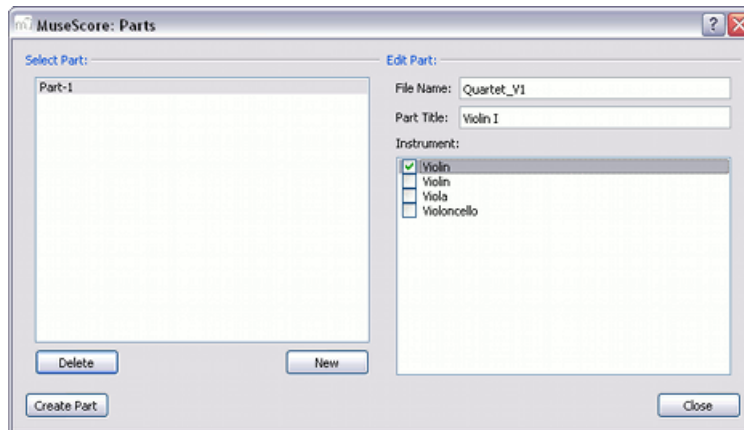 MuseScore: Parts
Select Part:
Part-1
Delete
New
Create Part
Edit Part:
File Name: Quartet_V1
Part Title: Violin I
Instrument:
Violin
Violin
Viola
Violoncello
Close